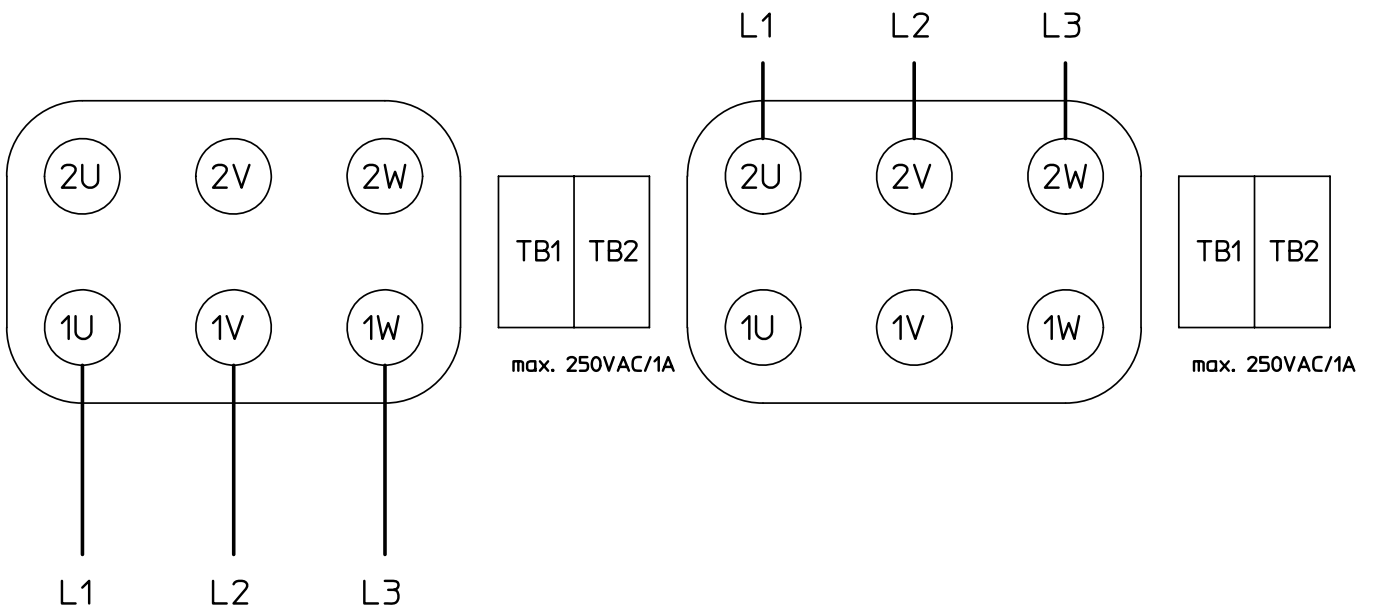 L1 L2 L3
2U 2V 2W
TB1 TB2
1U 1V 1W
max. 250VAC/1A
L1 L2 L3
2U 2V 2W
TB1 TB2
1U 1V 1W
max. 250VAC/1A